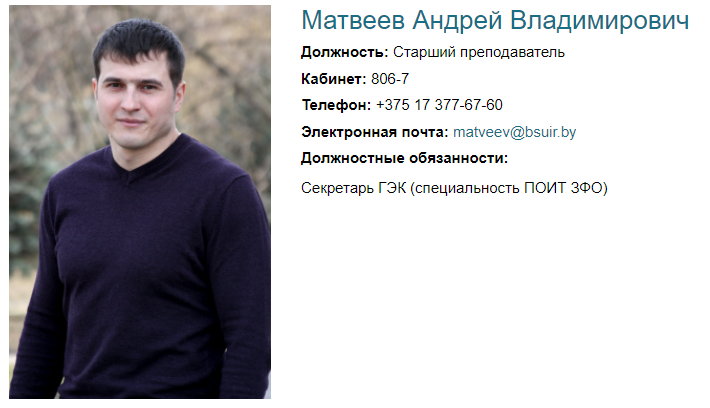 Матвеев Андрей Владимирович
Должность: Старший преподаватель
Кабинет: 806-7
Телефон: +375 17 377-67-60
Электронная почта: matveev@bsuir.by
Должностные обязанности:
Секретарь ГЭК (специальность ПОИТ ЗФО)